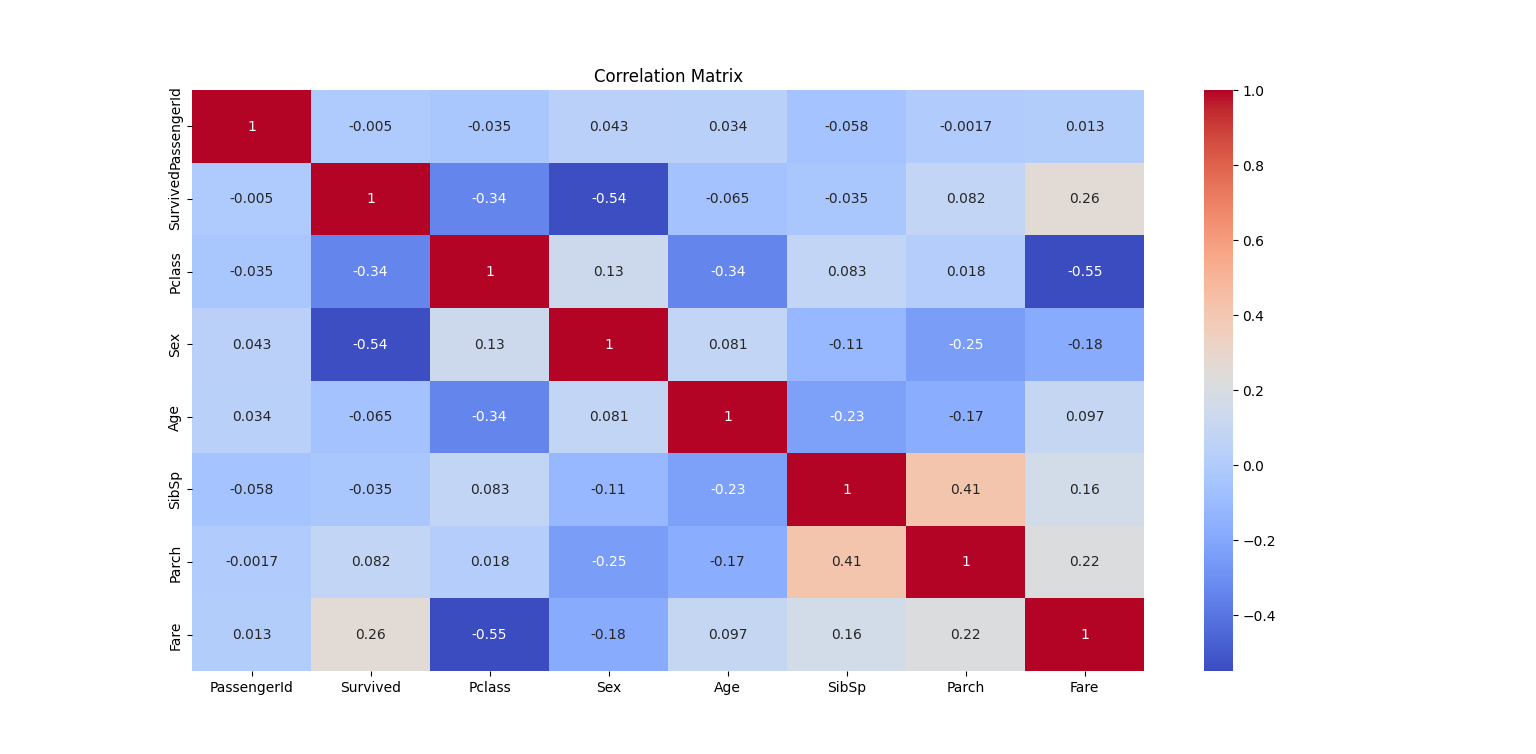 Correlation Matrix
PassengerId 1 -0.005 -0.035 0.043 0.034 -0.058 -0.0017 0.013
Survived -0.005 1 -0.34 -0.54 -0.065 -0.035 0.082 0.26
Pclass -0.035 -0.34 1 0.13 -0.34 0.083 0.018 -0.55
Sex 0.043 -0.54 0.13 1 0.081 -0.11 -0.25 -0.18
Age 0.034 -0.065 -0.34 0.081 1 -0.23 -0.17 0.097
SibSp -0.058 -0.035 0.083 -0.11 -0.23 1 0.41 0.16
Parch -0.0017 0.082 0.018 -0.25 -0.17 0.41 1 0.22
Fare 0.013 0.26 -0.55 -0.18 0.097 0.16 0.22 1
PassengerId Survived Pclass Sex Age SibSp Parch Fare
1.0
0.8
0.6
0.4
0.2
0.0
−0.2
−0.4